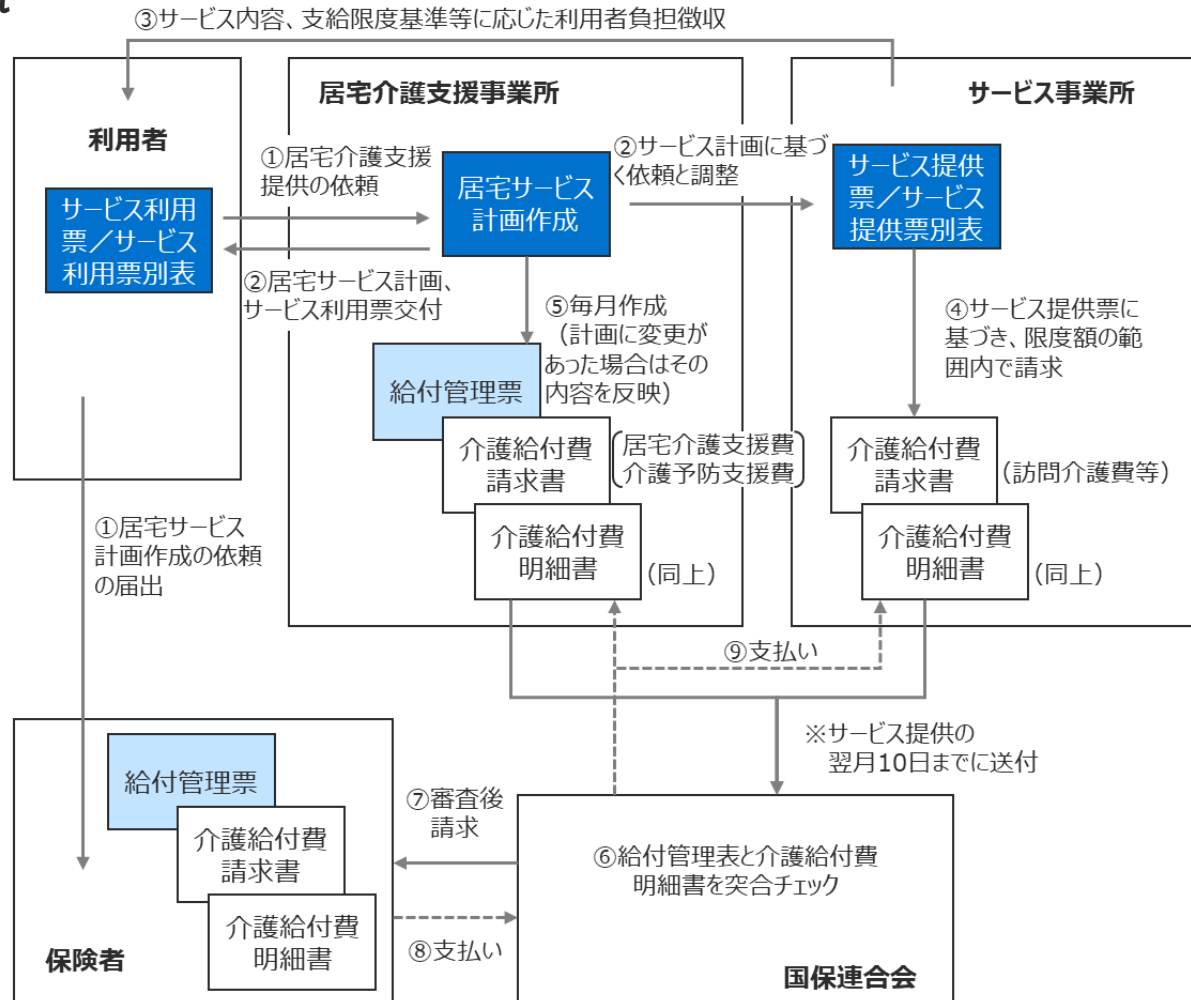 ③サービス内容、支給限度基準等に応じた利用者負担徴収
利用者
サービス利用
票／サービス
利用票別表
①居宅介護支援
提供の依頼
②居宅サービス計画、
サービス利用票交付
①居宅サービス
計画作成の依頼
の届出
居宅介護支援事業所
居宅サービス
計画作成
②サービス計画に基づ
く依頼と調整
⑤毎月作成
（計画に変更が
あった場合はその
内容を反映）
給付管理票
介護給付費
請求書
居宅介護支援費
介護予防支援費
介護給付費
明細書
（同上）
サービス事業所
サービス提供
票／サービス
提供票別表
④サービス提供票に
基づき、限度額の範
囲内で請求
介護給付費
請求書
（訪問介護費等）
介護給付費
明細書
（同上）
⑨支払い
※サービス提供の
翌月10日までに送付
給付管理票
介護給付費
請求書
介護給付費
明細書
保険者
⑦審査後
請求
⑧支払い
⑥給付管理表と介護給付費
明細書を突合チェック
国保連合会